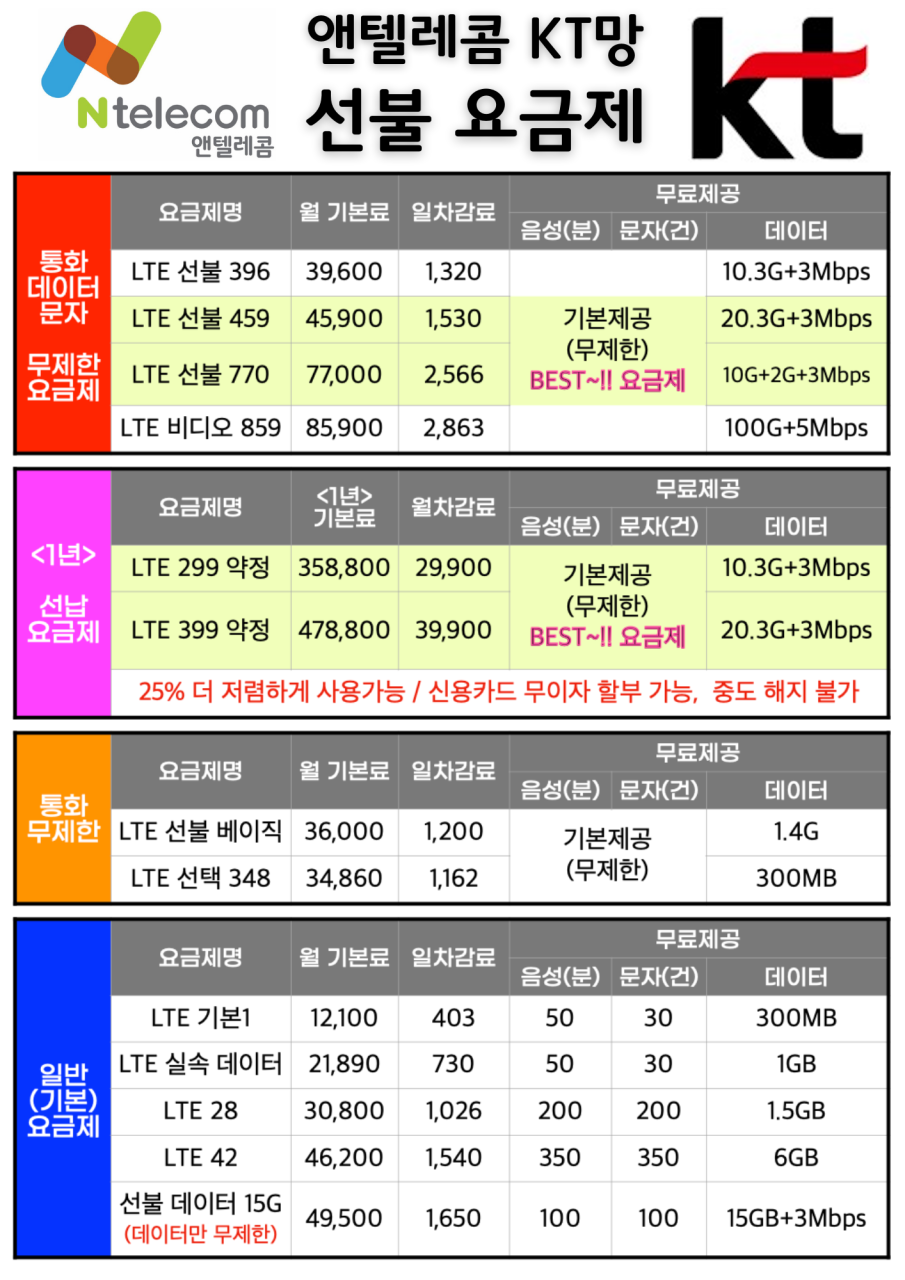 Ntelecom
앤텔레콤
앤텔레콤 KT망
선불 요금제
kt
통화
데이터
문자
무제한
요금제
요금제명 월 기본료 일차감료 무료제공
음성(분) 문자(건) 데이터
LTE 선불 396 39,600 1,320 10.3G+3Mbps
LTE 선불 459 45,900 1,530 20.3G+3Mbps
LTE 선불 770 77,000 2,566 10G+2G+3Mbps
LTE 비디오 859 85,900 2,863 100G+5Mbps
기본제공
(무제한)
BEST~!! 요금제
<1년>
선납
요금제
요금제명 <1년> 기본료 월차감료 무료제공
음성(분) 문자(건) 데이터
LTE 299 약정 358,800 29,900 10.3G+3Mbps
LTE 399 약정 478,800 39,900 20.3G+3Mbps
기본제공
(무제한)
BEST~!! 요금제
25% 더 저렴하게 사용가능 / 신용카드 무이자 할부 가능, 중도 해지 불가
통화
무제한
요금제명 월 기본료 일차감료 무료제공
음성(분) 문자(건) 데이터
LTE 선불 베이직 36,000 1,200 1.4G
LTE 선택 348 34,860 1,162 300MB
기본제공
(무제한)
일반
(기본)
요금제
요금제명 월 기본료 일차감료 무료제공
음성(분) 문자(건) 데이터
LTE 기본1 12,100 403 50 30 300MB
LTE 실속 데이터 21,890 730 50 30 1GB
LTE 28 30,800 1,026 200 200 1.5GB
LTE 42 46,200 1,540 350 350 6GB
선불 데이터 15G
(데이터만 무제한) 49,500 1,650 100 100 15GB+3Mbps